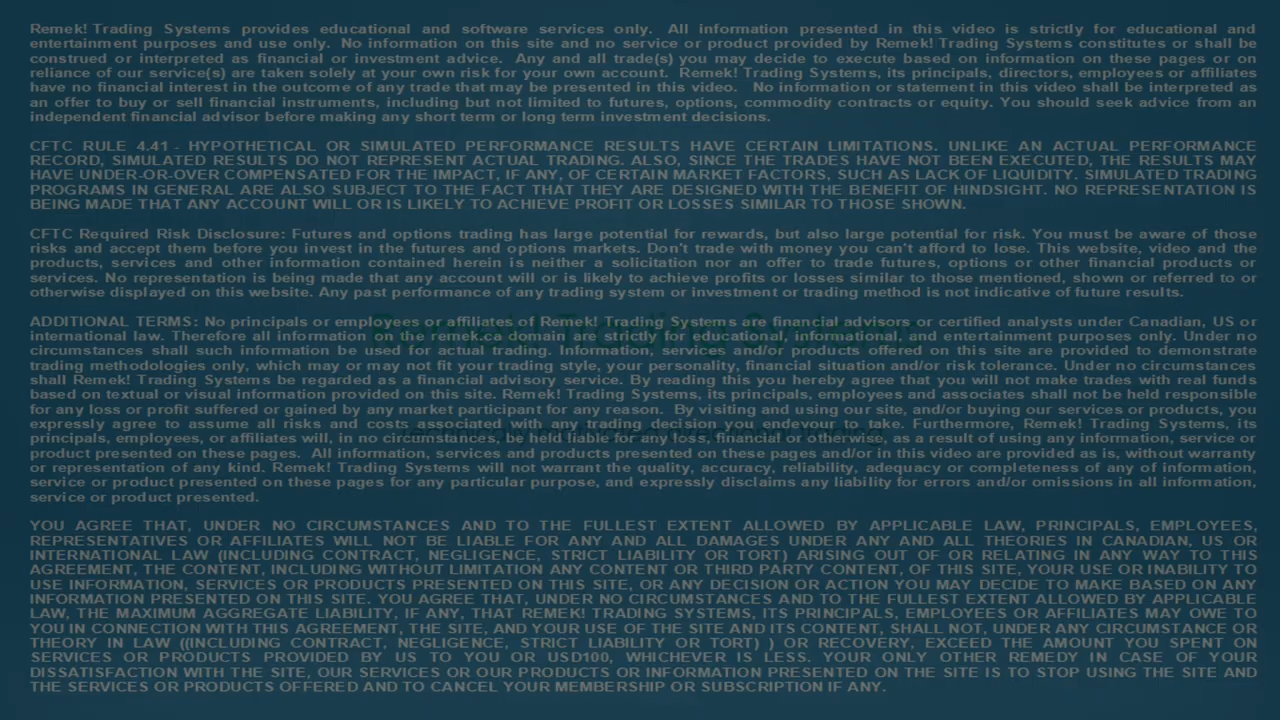 Remek! Trading Systems provides educational and software services only. All information presented in this video is strictly for educational and
entertainment purposes and use only. No information on this site and no service or product provided by Remek! Trading Systems constitutes or shall be
construed or interpreted as financial or investment advice. Any and all trade(s) you may decide to execute based on information on these pages or on
reliance of our service(s) are taken solely at your own risk for your own account. Remek! Trading Systems, its principals, directors, employees or affiliates
have no financial interest in the outcome of any trade that may be presented in this video. No information or statement in this video shall be interpreted as
an offer to buy or sell financial instruments, including but not limited to futures, options, commodity contracts or equity. You should seek advice from an
independent financial advisor before making any short term or long term investment decisions.
CFTC RULE 4.41 - HYPOTHETICAL OR SIMULATED PERFORMANCE RESULTS HAVE CERTAIN LIMITATIONS. UNLIKE AN ACTUAL PERFORMANCE
RECORD, SIMULATED RESULTS DO NOT REPRESENT ACTUAL TRADING. ALSO, SINCE THE TRADES HAVE NOT BEEN EXECUTED, THE RESULTS MAY
HAVE UNDER-OR-OVER COMPENSATED FOR THE IMPACT, IF ANY, OF CERTAIN MARKET FACTORS, SUCH AS LACK OF LIQUIDITY. SIMULATED TRADING
PROGRAMS IN GENERAL ARE ALSO SUBJECT TO THE FACT THAT THEY ARE DESIGNED WITH THE BENEFIT OF HINDSIGHT. NO REPRESENTATION IS
BEING MADE THAT ANY ACCOUNT WILL OR IS LIKELY TO ACHIEVE PROFIT OR LOSSES SIMILAR TO THOSE SHOWN.
CFTC Required Risk Disclosure: Futures and options trading has large potential for rewards, but also large potential for risk. You must be aware of those
risks and accept them before you invest in the futures and options markets. Don't trade with money you can't afford to lose. This website, video and the
products, services and other information contained herein is neither a solicitation nor an offer to trade futures, options or other financial products or
services. No representation is being made that any account will or is likely to achieve profits or losses similar to those mentioned, shown or referred to or
otherwise displayed on this website. Any past performance of any trading system or investment or trading method is not indicative of future results.
ADDITIONAL TERMS: No principals or employees or affiliates of Remek! Trading Systems are financial advisors or certified analysts under Canadian, US or
international law. Therefore all information on the remek.ca domain are strictly for educational, informational, and entertainment purposes only. Under no
circumstances shall such information be used for actual trading. Information, services and/or products offered on this site are provided to demonstrate
trading methodologies only, which may or may not fit your trading style, your personality, financial situation and/or risk tolerance. Under no circumstances
shall Remek! Trading Systems be regarded as a financial advisory service. By reading this you hereby agree that you will not make trades with real funds
based on textual or visual information provided on this site. Remek! Trading Systems, its principals, employees and associates shall not be held responsible
for any loss or profit suffered or gained by any market participant for any reason. By visiting and using our site, and/or buying our services or products, you
expressly agree to assume all risks and costs associated with any trading decision you make. Furthermore, Remek! Trading Systems, its
principals, employees, or affiliates will, in no circumstances, be held liable for any loss, financial or otherwise, as a result of using any information, service or
product presented on these pages. All information, services and products presented on these pages and/or in this video are provided as is, without warranty
or representation of any kind. Remek! Trading Systems will not warrant the quality, accuracy, reliability, adequacy or completeness of any of information,
service or product presented on these pages for any particular purpose, and expressly disclaims any liability for errors and/or omissions in all information,
service or product presented.
YOU AGREE THAT, UNDER NO CIRCUMSTANCES AND TO THE FULLEST EXTENT ALLOWED BY APPLICABLE LAW, PRINCIPALS, EMPLOYEES,
REPRESENTATIVES OR AFFILIATES WILL NOT BE LIABLE FOR ANY AND ALL DAMAGES UNDER ANY AND ALL THEORIES IN CANADIAN, US OR
INTERNATIONAL LAW (INCLUDING CONTRACT, NEGLIGENCE, STRICT LIABILITY OR TORT) ARISING OUT OF OR RELATING IN ANY WAY TO THIS
AGREEMENT, THE CONTENT, INCLUDING WITHOUT LIMITATION ANY CONTENT OR THIRD PARTY CONTENT, OF THIS SITE, YOUR USE OR INABILITY TO
USE INFORMATION, SERVICES OR PRODUCTS PRESENTED ON THIS SITE, OR ANY DECISION OR ACTION YOU MAY DECIDE TO MAKE BASED ON ANY
INFORMATION PRESENTED ON THIS SITE. YOU AGREE THAT, UNDER NO CIRCUMSTANCES AND TO THE FULLEST EXTENT ALLOWED BY APPLICABLE
LAW, THE MAXIMUM AGGREGATE LIABILITY, IF ANY, THAT REMEK! TRADING SYSTEMS, ITS PRINCIPALS, EMPLOYEES OR AFFILIATES MAY OWE TO
YOU IN CONNECTION WITH THIS AGREEMENT, THE SITE, AND YOUR USE OF THE SITE AND ITS CONTENT, SHALL NOT, UNDER ANY CIRCUMSTANCE OR
THEORY IN LAW ((INCLUDING CONTRACT, NEGLIGENCE, STRICT LIABILITY OR TORT) ) OR RECOVERY, EXCEED THE AMOUNT YOU SPENT ON
SERVICES OR PRODUCTS PROVIDED BY US TO YOU OR USD100, WHICHEVER IS LESS. YOUR ONLY OTHER REMEDY IN CASE OF YOUR
DISSATISFACTION WITH THE SITE, OUR SERVICES OR OUR PRODUCTS OR INFORMATION PRESENTED ON THE SITE IS TO STOP USING THE SITE AND
THE SERVICES OR PRODUCTS OFFERED AND TO CANCEL YOUR MEMBERSHIP OR SUBSCRIPTION IF ANY.
Remek! Trading Systems